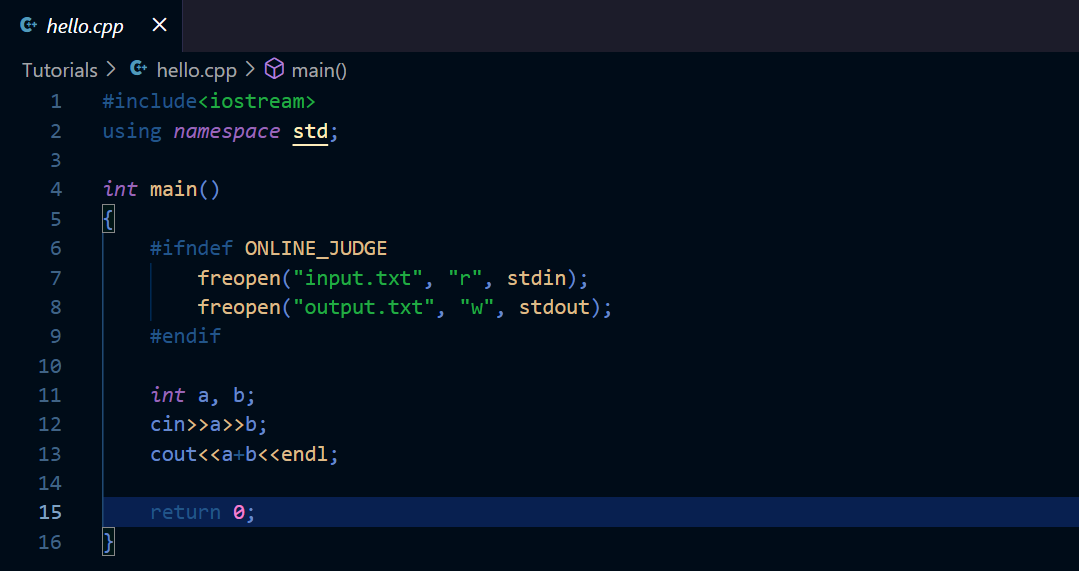 hello.cpp ×
Tutorials > hello.cpp > main()
1 #include<iostream>
2 using namespace std;
3
4 int main()
5 {
6     #ifndef ONLINE_JUDGE
7         freopen("input.txt", "r", stdin);
8         freopen("output.txt", "w", stdout);
9     #endif
10
11     int a, b;
12     cin>>a>>b;
13     cout<<a+b<<endl;
14
15     return 0;
16 }